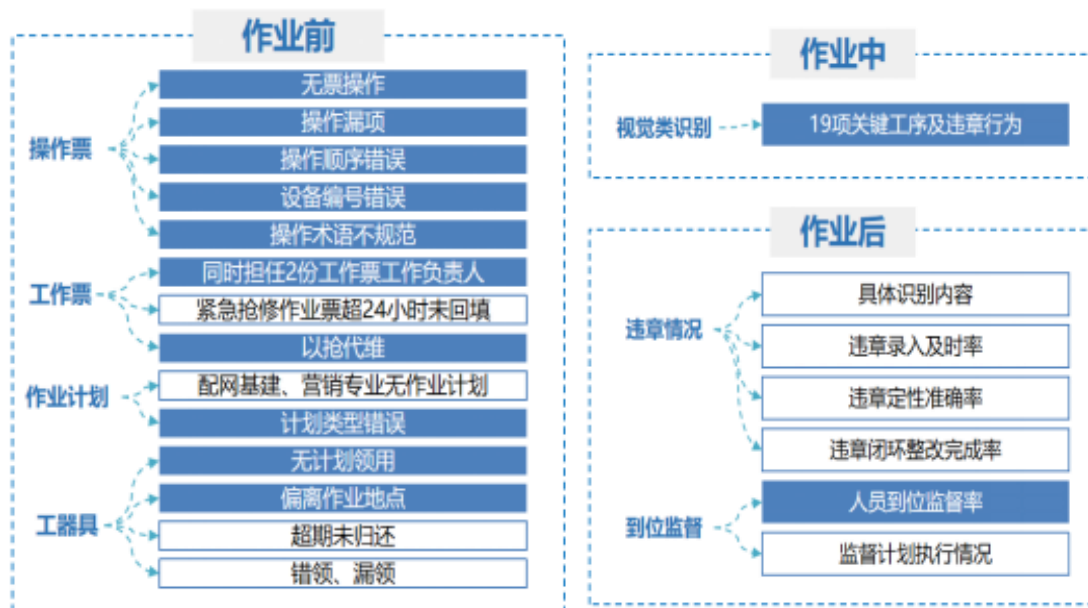 作业前
操作票
无票操作
操作漏项
操作顺序错误
设备编号错误
操作术语不规范
工作票
同时担任2份工作票工作负责人
紧急抢修作业票超24小时未回填
以抢代维
作业计划
配网基建、营销专业无作业计划
计划类型错误
工器具
无计划领用
偏离作业地点
超期未归还
错领、漏领
作业中
视觉类识别
19项关键工序及违章行为
作业后
违章情况
具体识别内容
违章录入及时率
违章定性准确率
违章闭环整改完成率
到位监督
人员到位监督率
监督计划执行情况